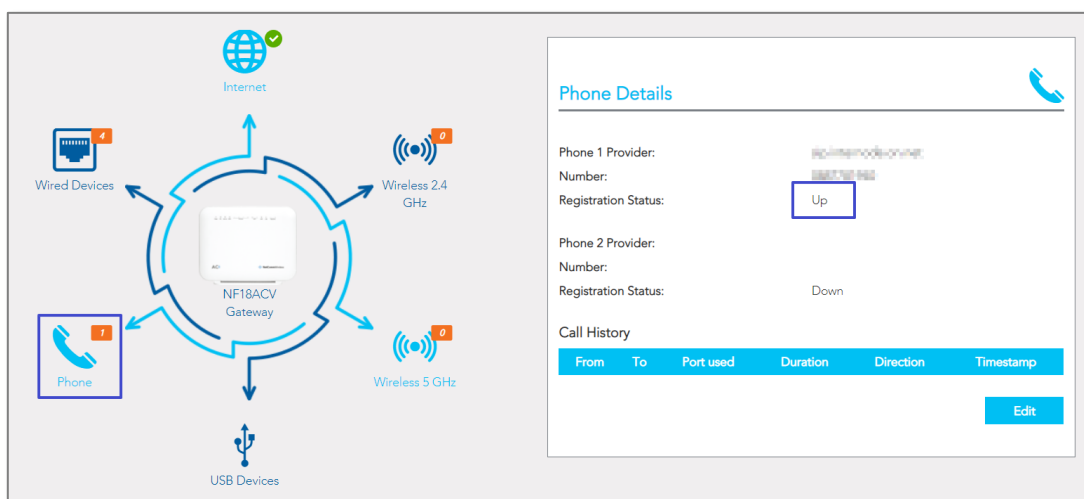 Internet
4
Wired Devices
0
Wireless 2.4
GHz
NF18ACV
Gateway
1
Phone
0
Wireless 5 GHz
USB Devices
Phone Details
Phone 1 Provider:
Number:
Registration Status: Up
Phone 2 Provider:
Number:
Registration Status: Down
Call History
From To Port used Duration Direction Timestamp
Edit